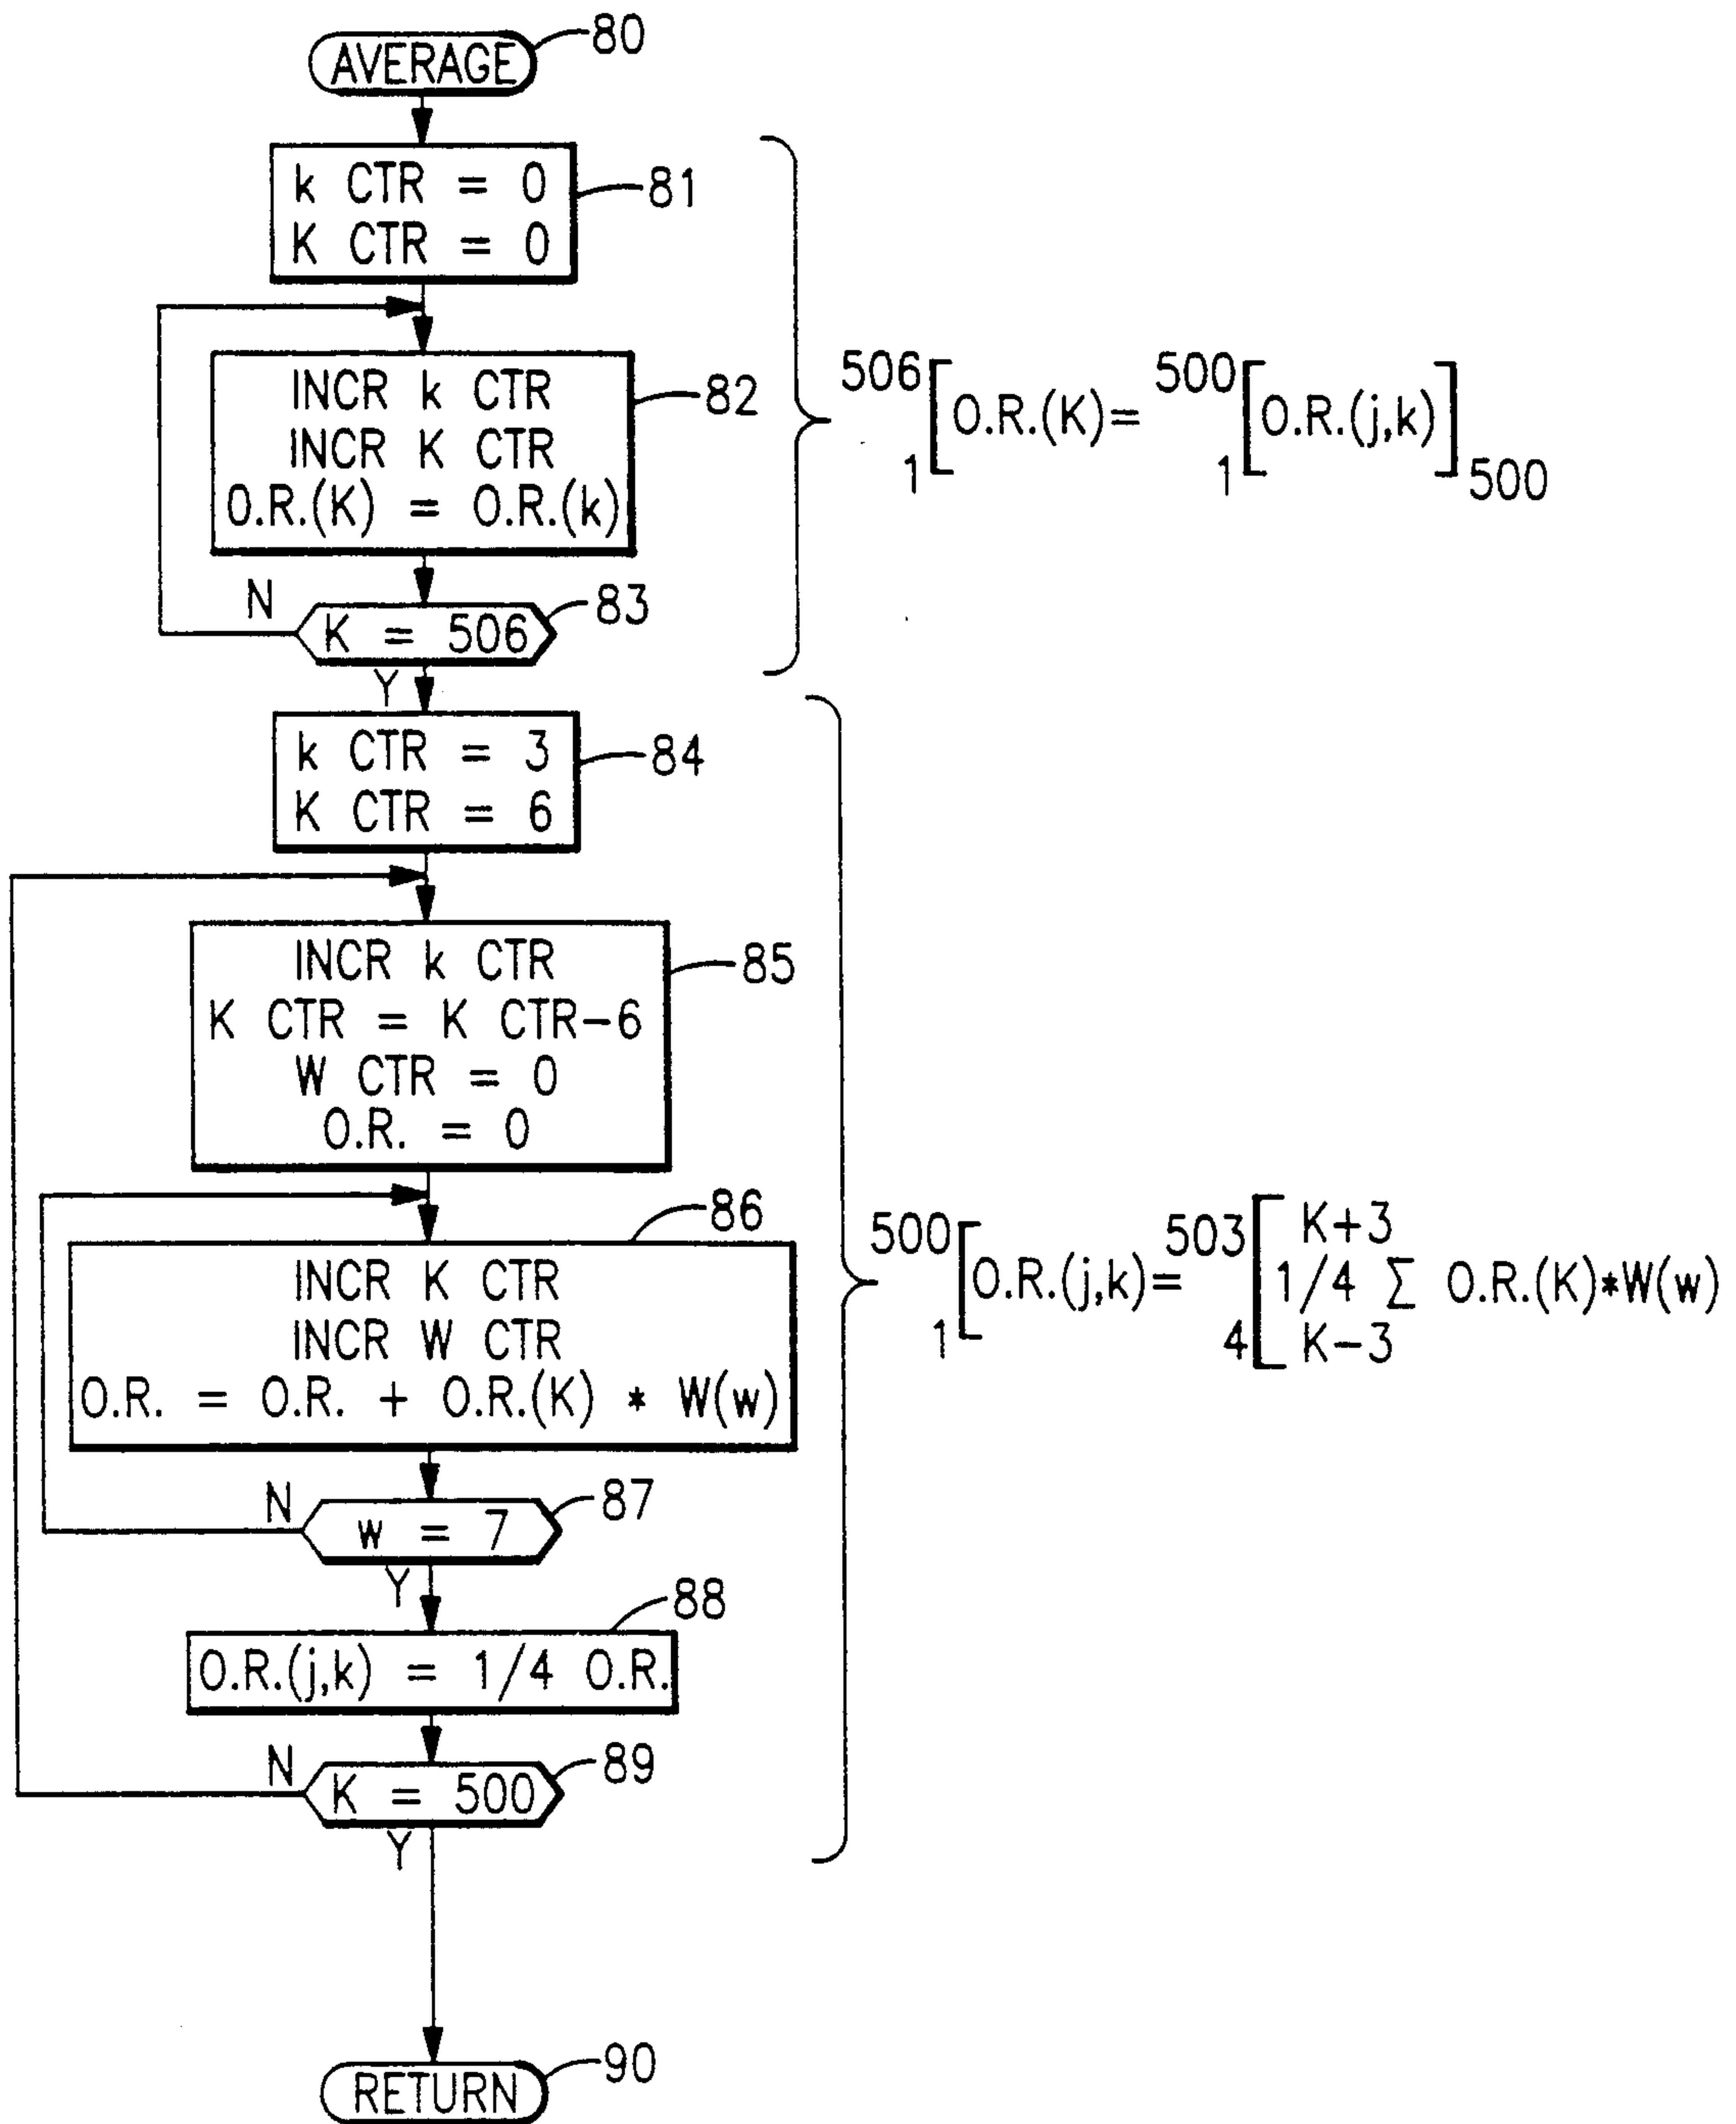 AVERAGE
80
k CTR = 0
K CTR = 0
81
INCR k CTR
INCR K CTR
O.R.(K) = O.R.(k)
82
506
1
[O.R.(K)=
500
1
[O.R.(j,k)]
500
N
K = 506
83
Y
k CTR = 3
K CTR = 6
84
INCR k CTR
K CTR = K CTR-6
W CTR = 0
O.R. = 0
85
86
INCR K CTR
INCR W CTR
O.R. = O.R. + O.R.(K) * W(w)
500
1
[O.R.(j,k)=
503
4
[
K+3
1/4 Σ O.R.(K)*W(w)
K-3
N
w = 7
87
Y
88
O.R.(j,k) = 1/4 O.R.
N
K = 500
89
Y
RETURN
90